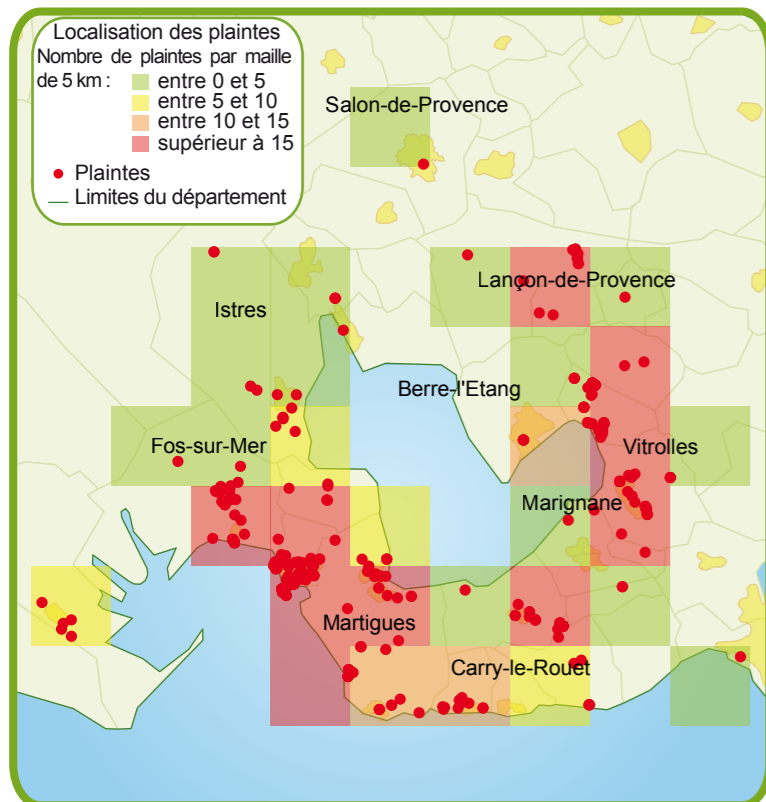 Localisation des plaintes
Nombre de plaintes par maille
de 5 km :
entre 0 et 5
entre 5 et 10
entre 10 et 15
supérieur à 15
Plaintes
Limites du département
Salon-de-Provence
Lançon-de-Provence
Istres
Berre-l'Etang
Fos-sur-Mer
Vitrolles
Marignane
Martigues
Carry-le-Rouet